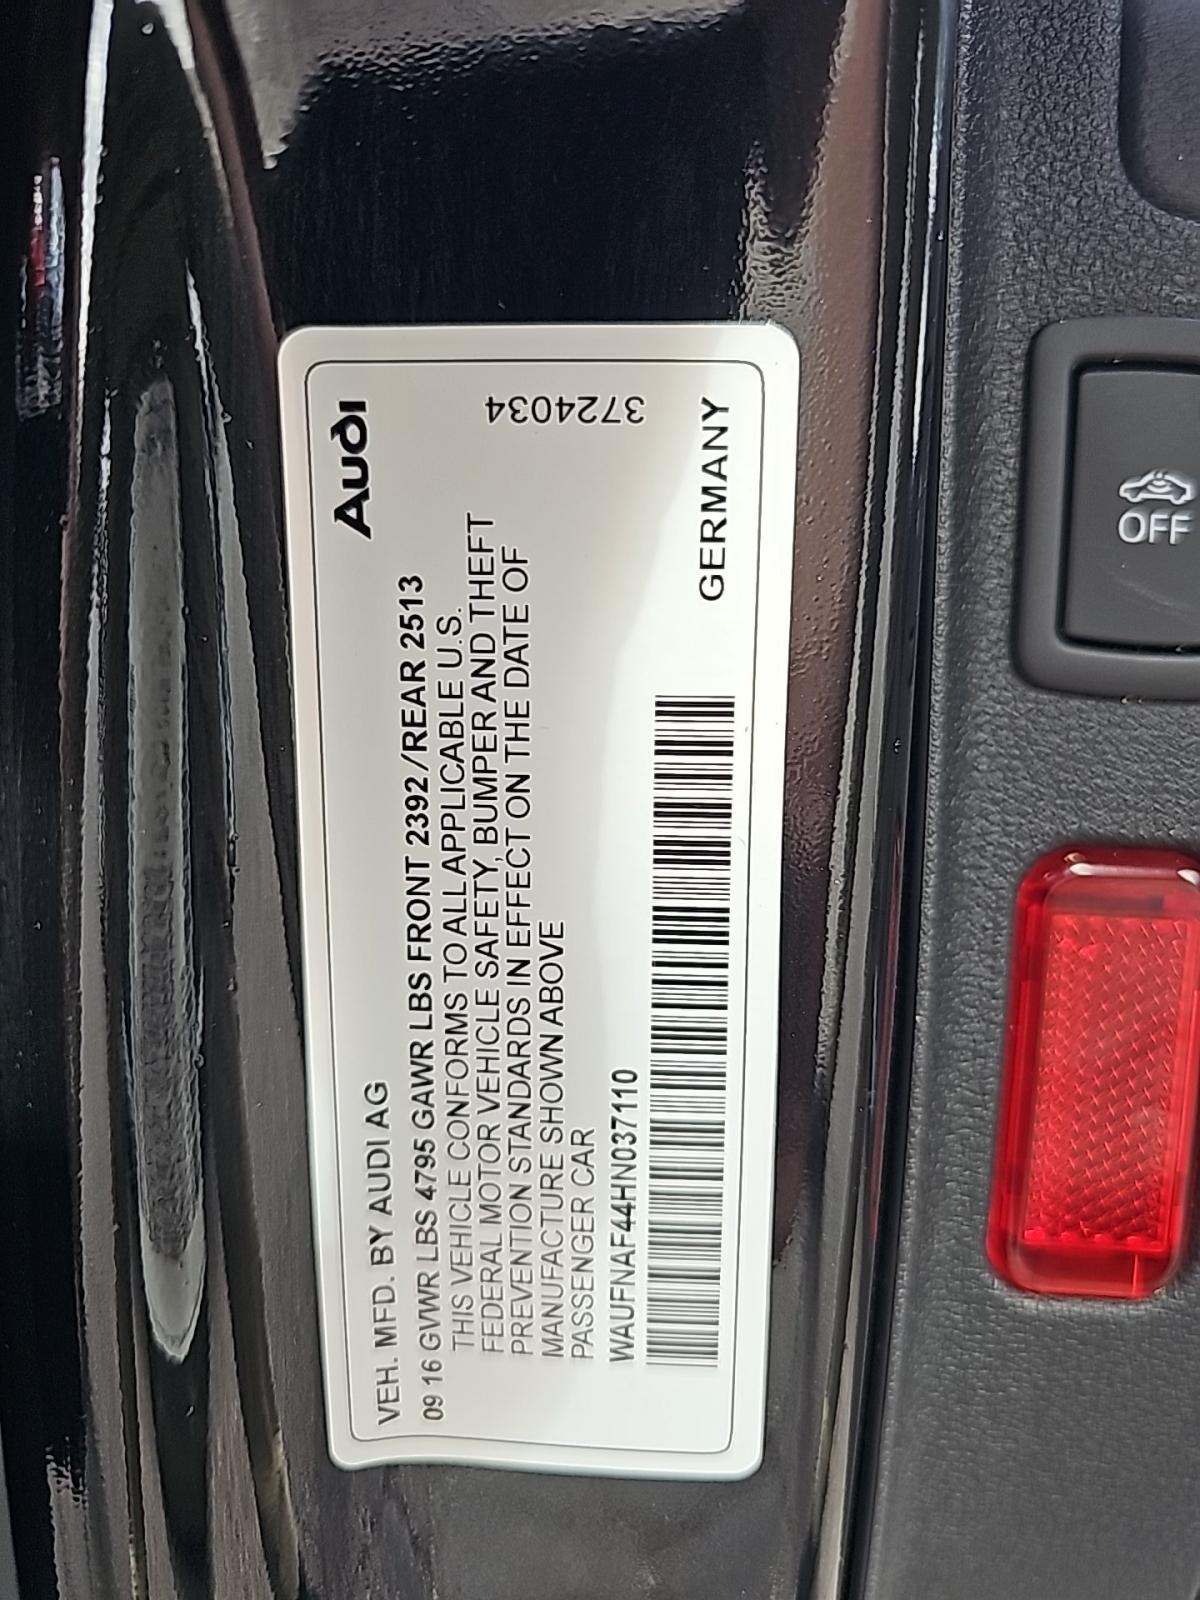 VEH. MFD. BY AUDI AG
Audi
09 16 GVWR LBS 4795 GAWR LBS FRONT 2392/REAR 2513
THIS VEHICLE CONFORMS TO ALL APPLICABLE U.S.
FEDERAL MOTOR VEHICLE SAFETY, BUMPER AND THEFT
PREVENTION STANDARDS IN EFFECT ON THE DATE OF
MANUFACTURE SHOWN ABOVE
PASSENGER CAR
3724034
WAUFNAF44HN037110
GERMANY
OFF